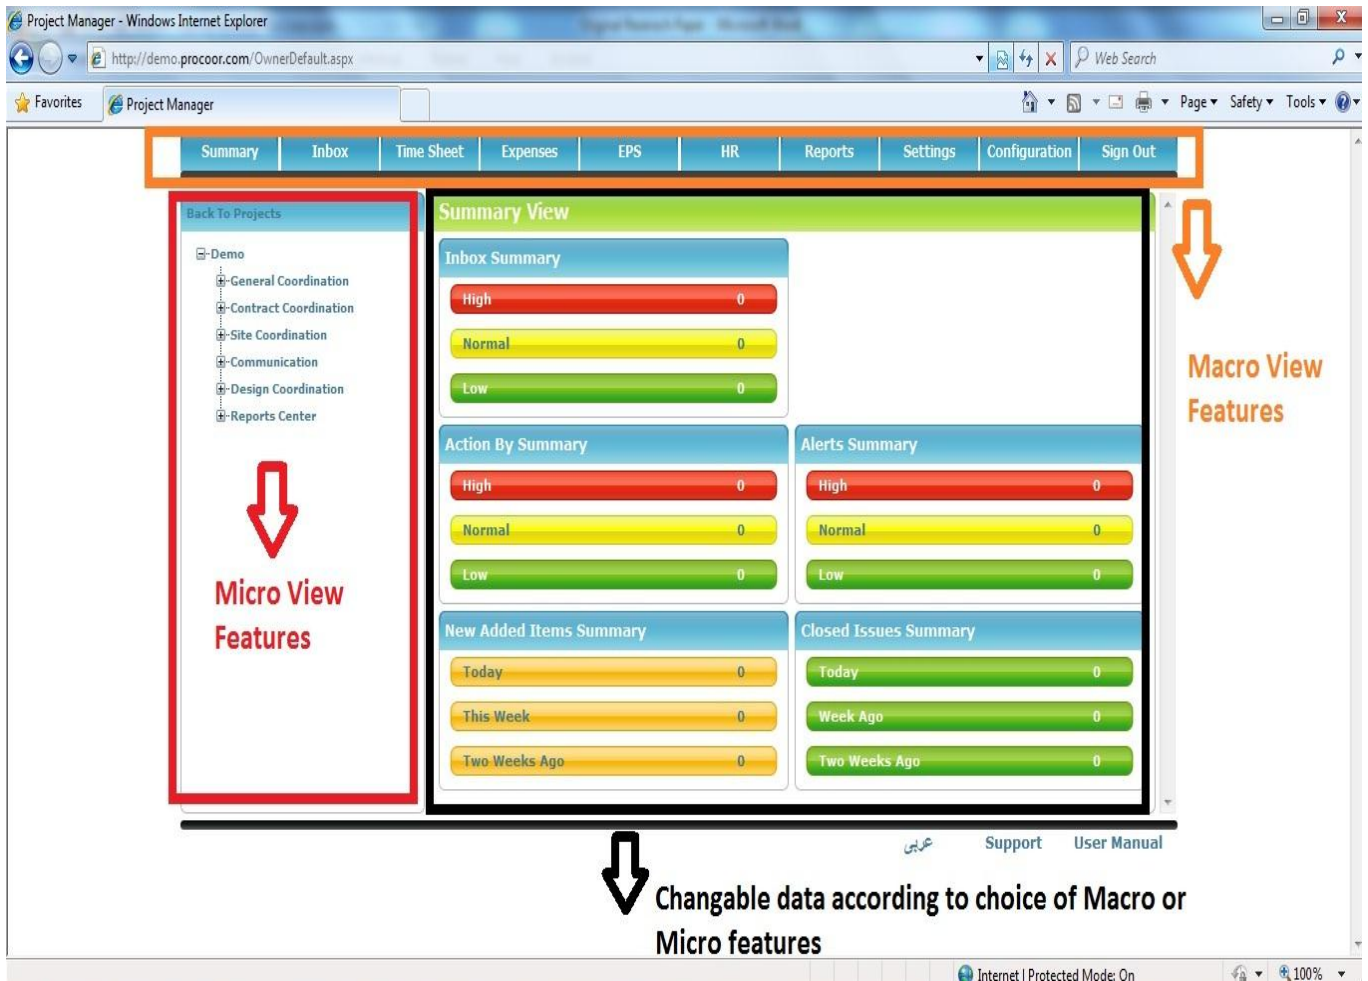 Project Manager - Windows Internet Explorer
http://demo.procoor.com/OwnerDefault.aspx
Web Search
Favorites
Project Manager
Page Safety Tools
Summary Inbox Time Sheet Expenses EPS HR Reports Settings Configuration Sign Out
Back To Projects
Demo
General Coordination
Contract Coordination
Site Coordination
Communication
Design Coordination
Reports Center
Micro View
Features
Summary View
Inbox Summary
High 0
Normal 0
Low 0
Action By Summary
High 0
Normal 0
Low 0
Alerts Summary
High 0
Normal 0
Low 0
New Added Items Summary
Today 0
This Week 0
Two Weeks Ago 0
Closed Issues Summary
Today 0
Week Ago 0
Two Weeks Ago 0
Macro View
Features
عربى Support User Manual
Changable data according to choice of Macro or
Micro features
Internet | Protected Mode: On
100%